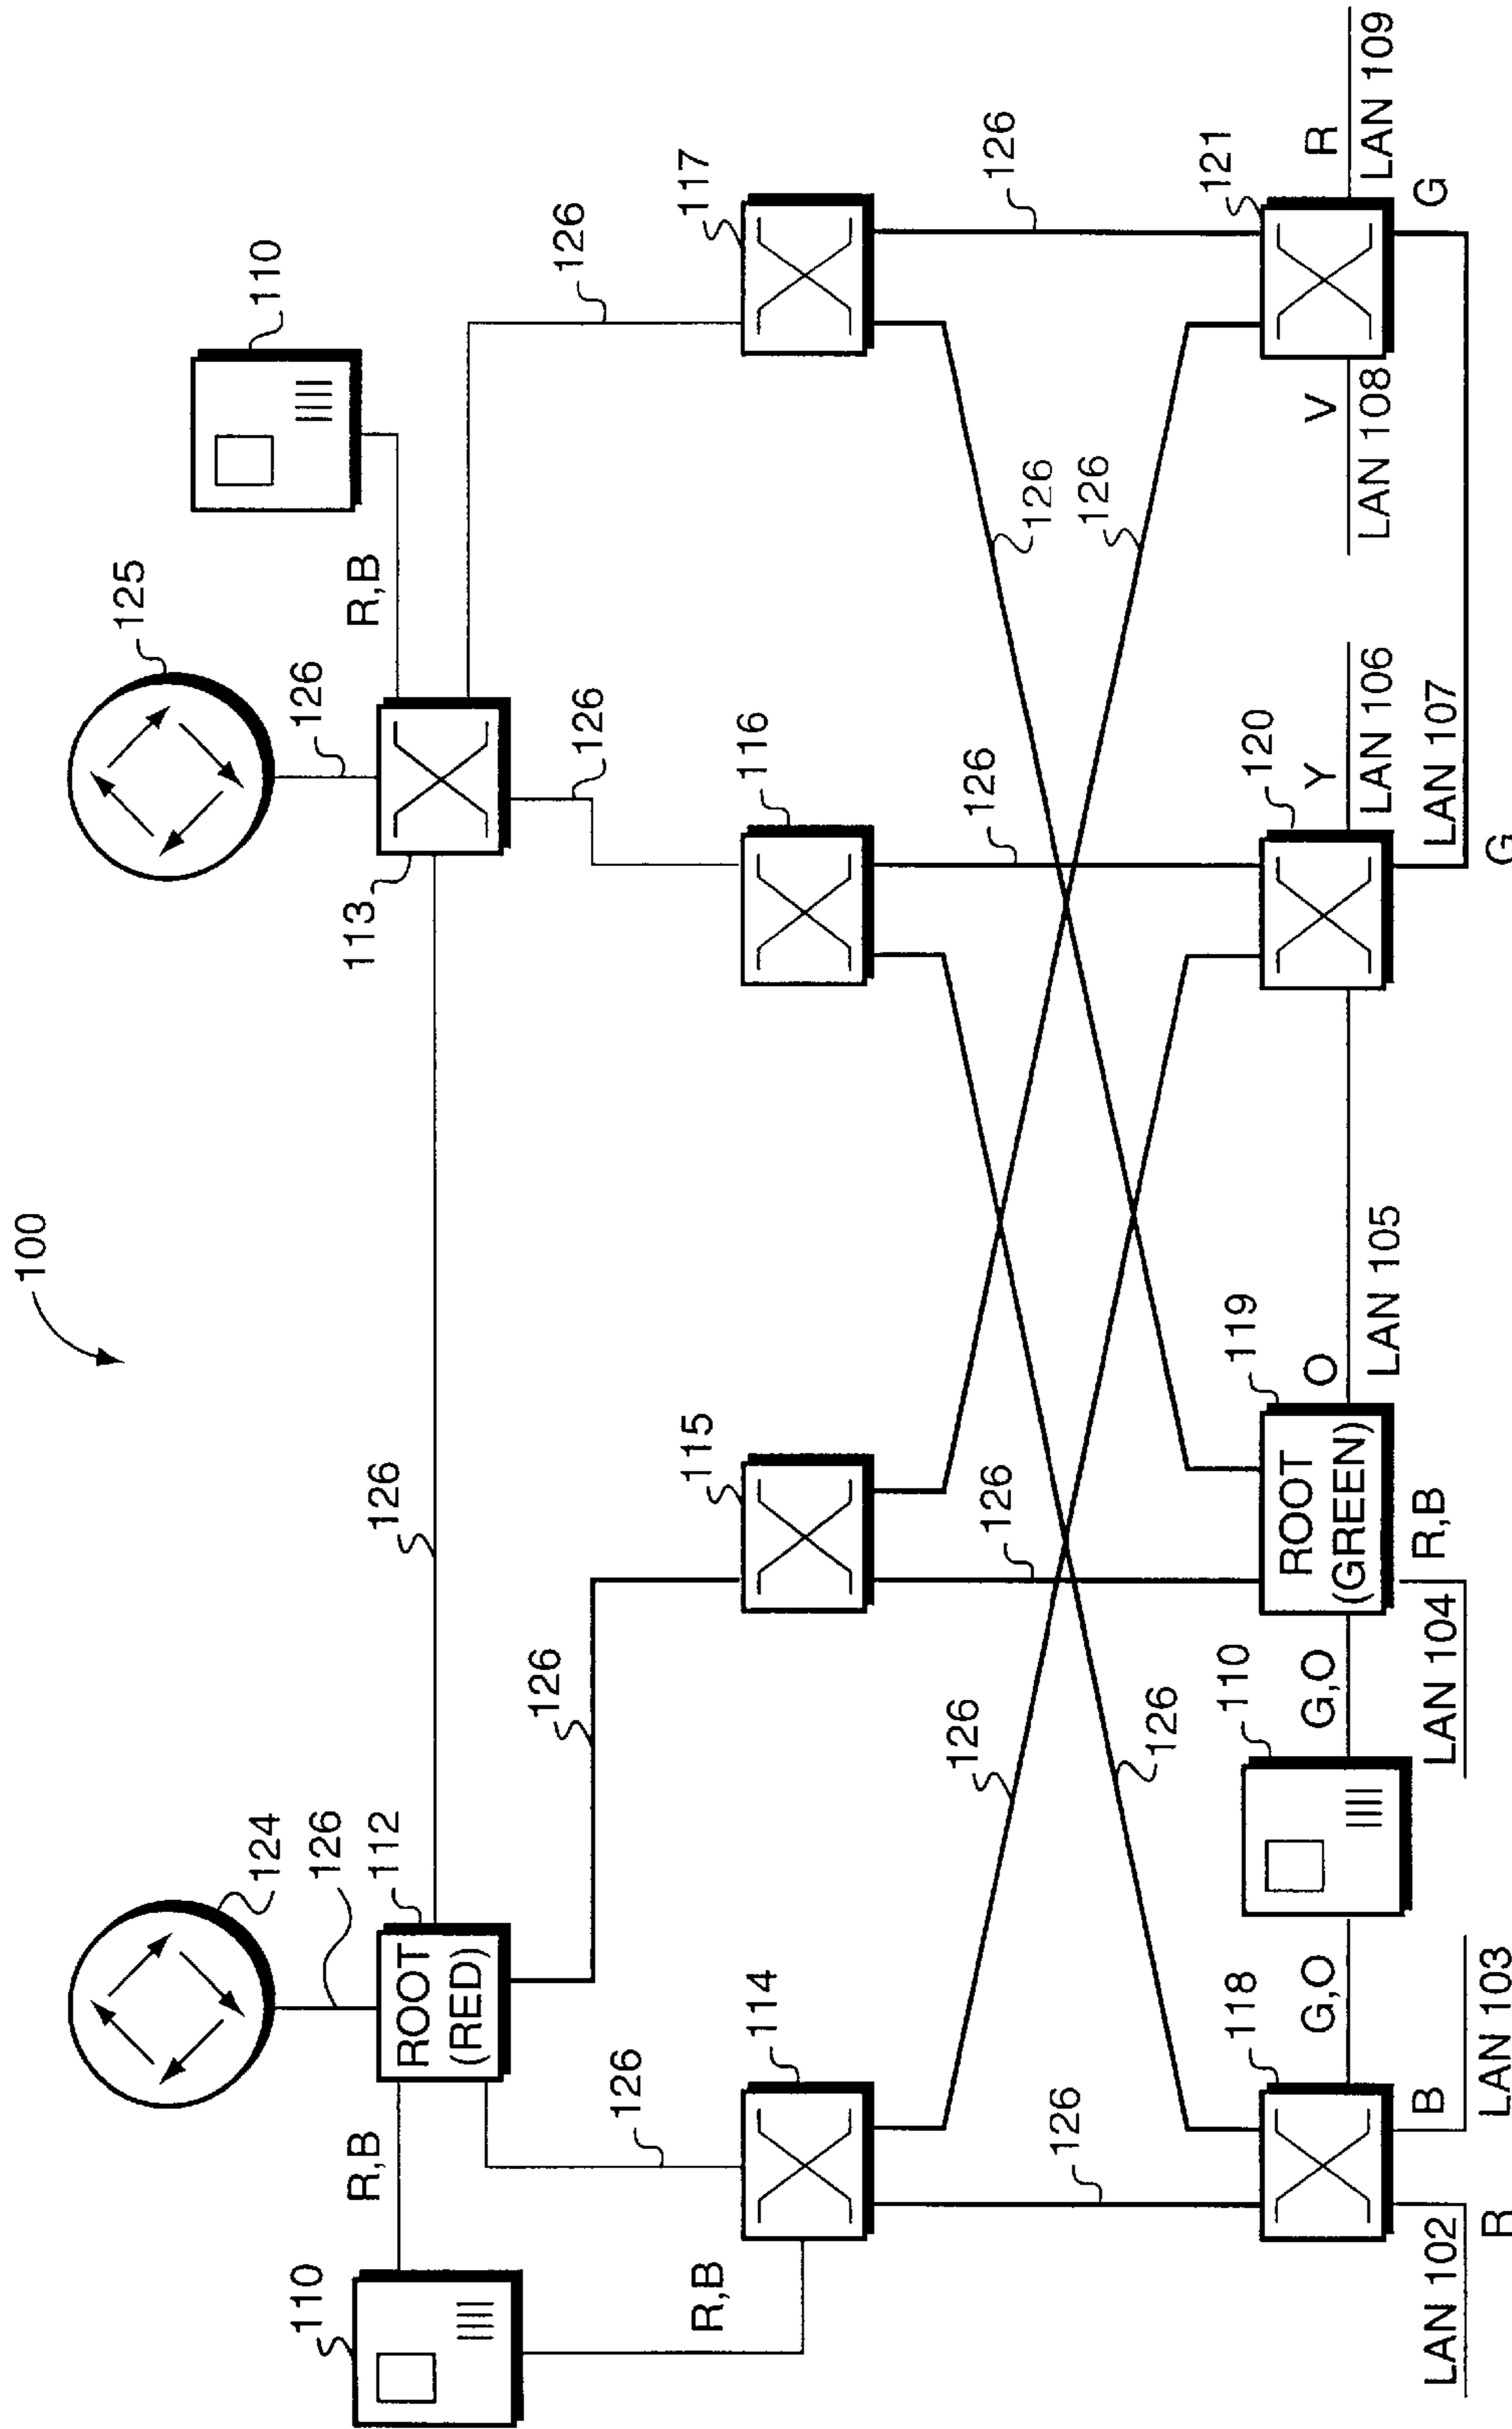 100
124
125
126
126
112
ROOT
(RED)
126
113
R,B
R,B
110
110
126
126
126
126
R,B
114
115
116
117
126
126
126
126
126
126
126
126
118
G,O
110
G,O
119
ROOT
(GREEN)
O
120
Y
121
V
R
LAN 102
R
B
LAN 103
LAN 104
R,B
LAN 105
LAN 106
LAN 107
G
LAN 108
LAN 109
G